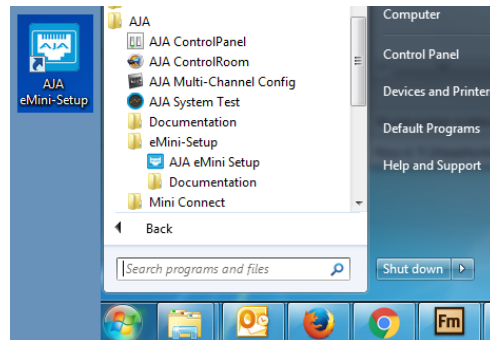 AJA
AJA
eMini-Setup
AJA
AJA ControlPanel
AJA ControlRoom
AJA Multi-Channel Config
AJA System Test
Documentation
eMini-Setup
AJA eMini Setup
Documentation
Mini Connect
Back
Search programs and files
Computer
Control Panel
Devices and Printer
Default Programs
Help and Support
Shut down
Fm